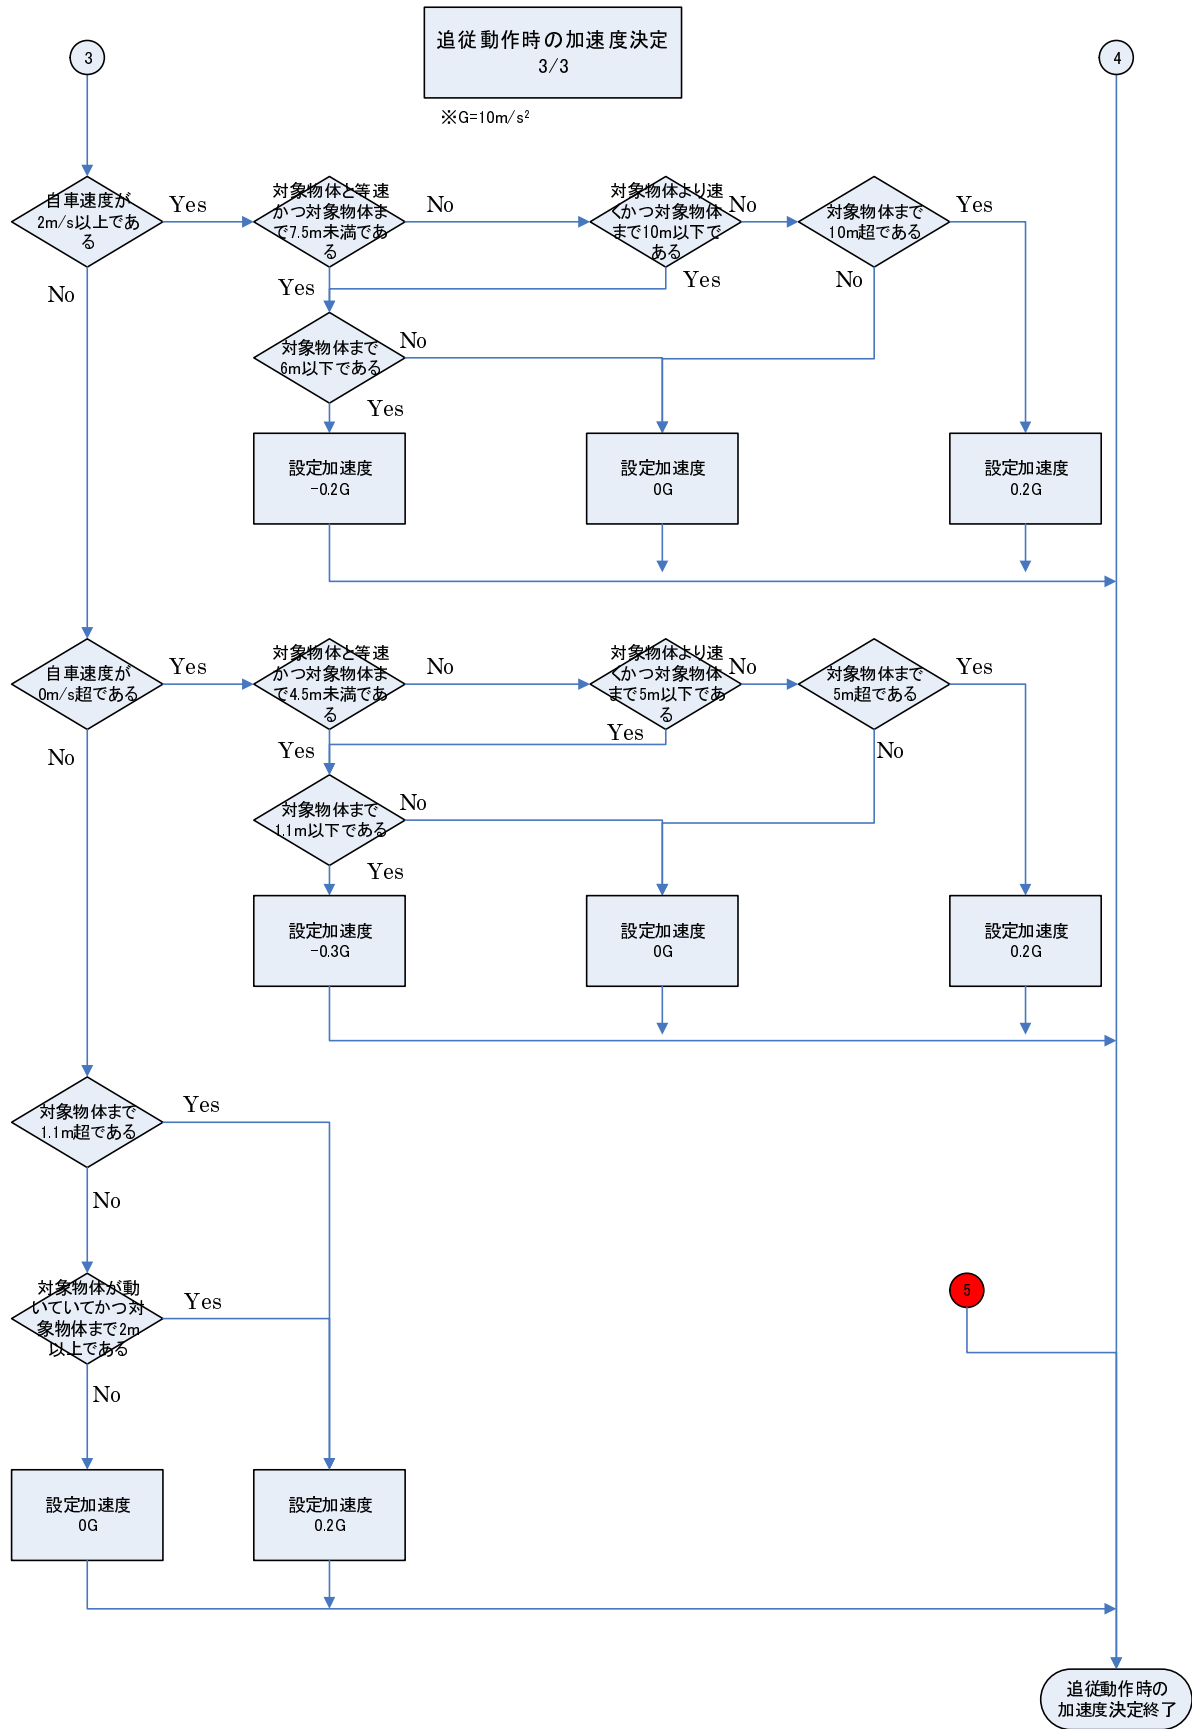 追従動作時の加速度決定
3/3
3
4
※G=10m/s²
自車速度が
2m/s以上であ
る
Yes
対象物体と等速
かつ対象物体ま
で7.5m未満であ
る
No
対象物体より速
くかつ対象物体
まで10m以下で
ある
No
対象物体まで
10m超である
Yes
No
Yes
Yes
No
対象物体まで
6m以下である
No
Yes
設定加速度
-0.2G
設定加速度
0G
設定加速度
0.2G
自車速度が
0m/s超である
Yes
対象物体と等速
かつ対象物体ま
で4.5m未満であ
る
No
対象物体より速
くかつ対象物体
まで5m以下であ
る
No
対象物体まで
5m超である
Yes
No
Yes
Yes
No
対象物体まで
1.1m以下である
No
Yes
設定加速度
-0.3G
設定加速度
0G
設定加速度
0.2G
対象物体まで
1.1m超である
Yes
No
対象物体が動
いていてかつ対
象物体まで2m
以上である
Yes
5
No
設定加速度
0G
設定加速度
0.2G
追従動作時の
加速度決定終了